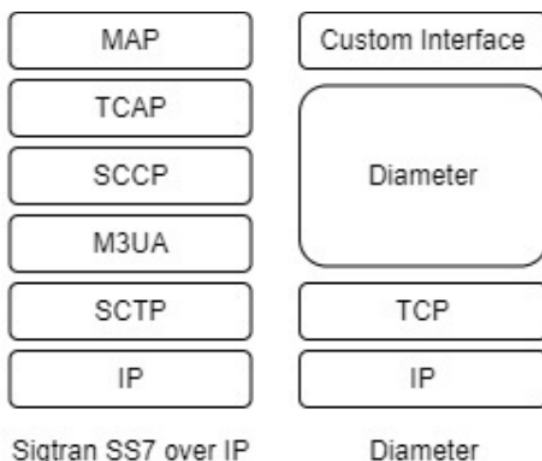 MAP
TCAP
SCCP
M3UA
SCTP
IP
Sigtran SS7 over IP
Custom Interface
Diameter
TCP
IP
Diameter